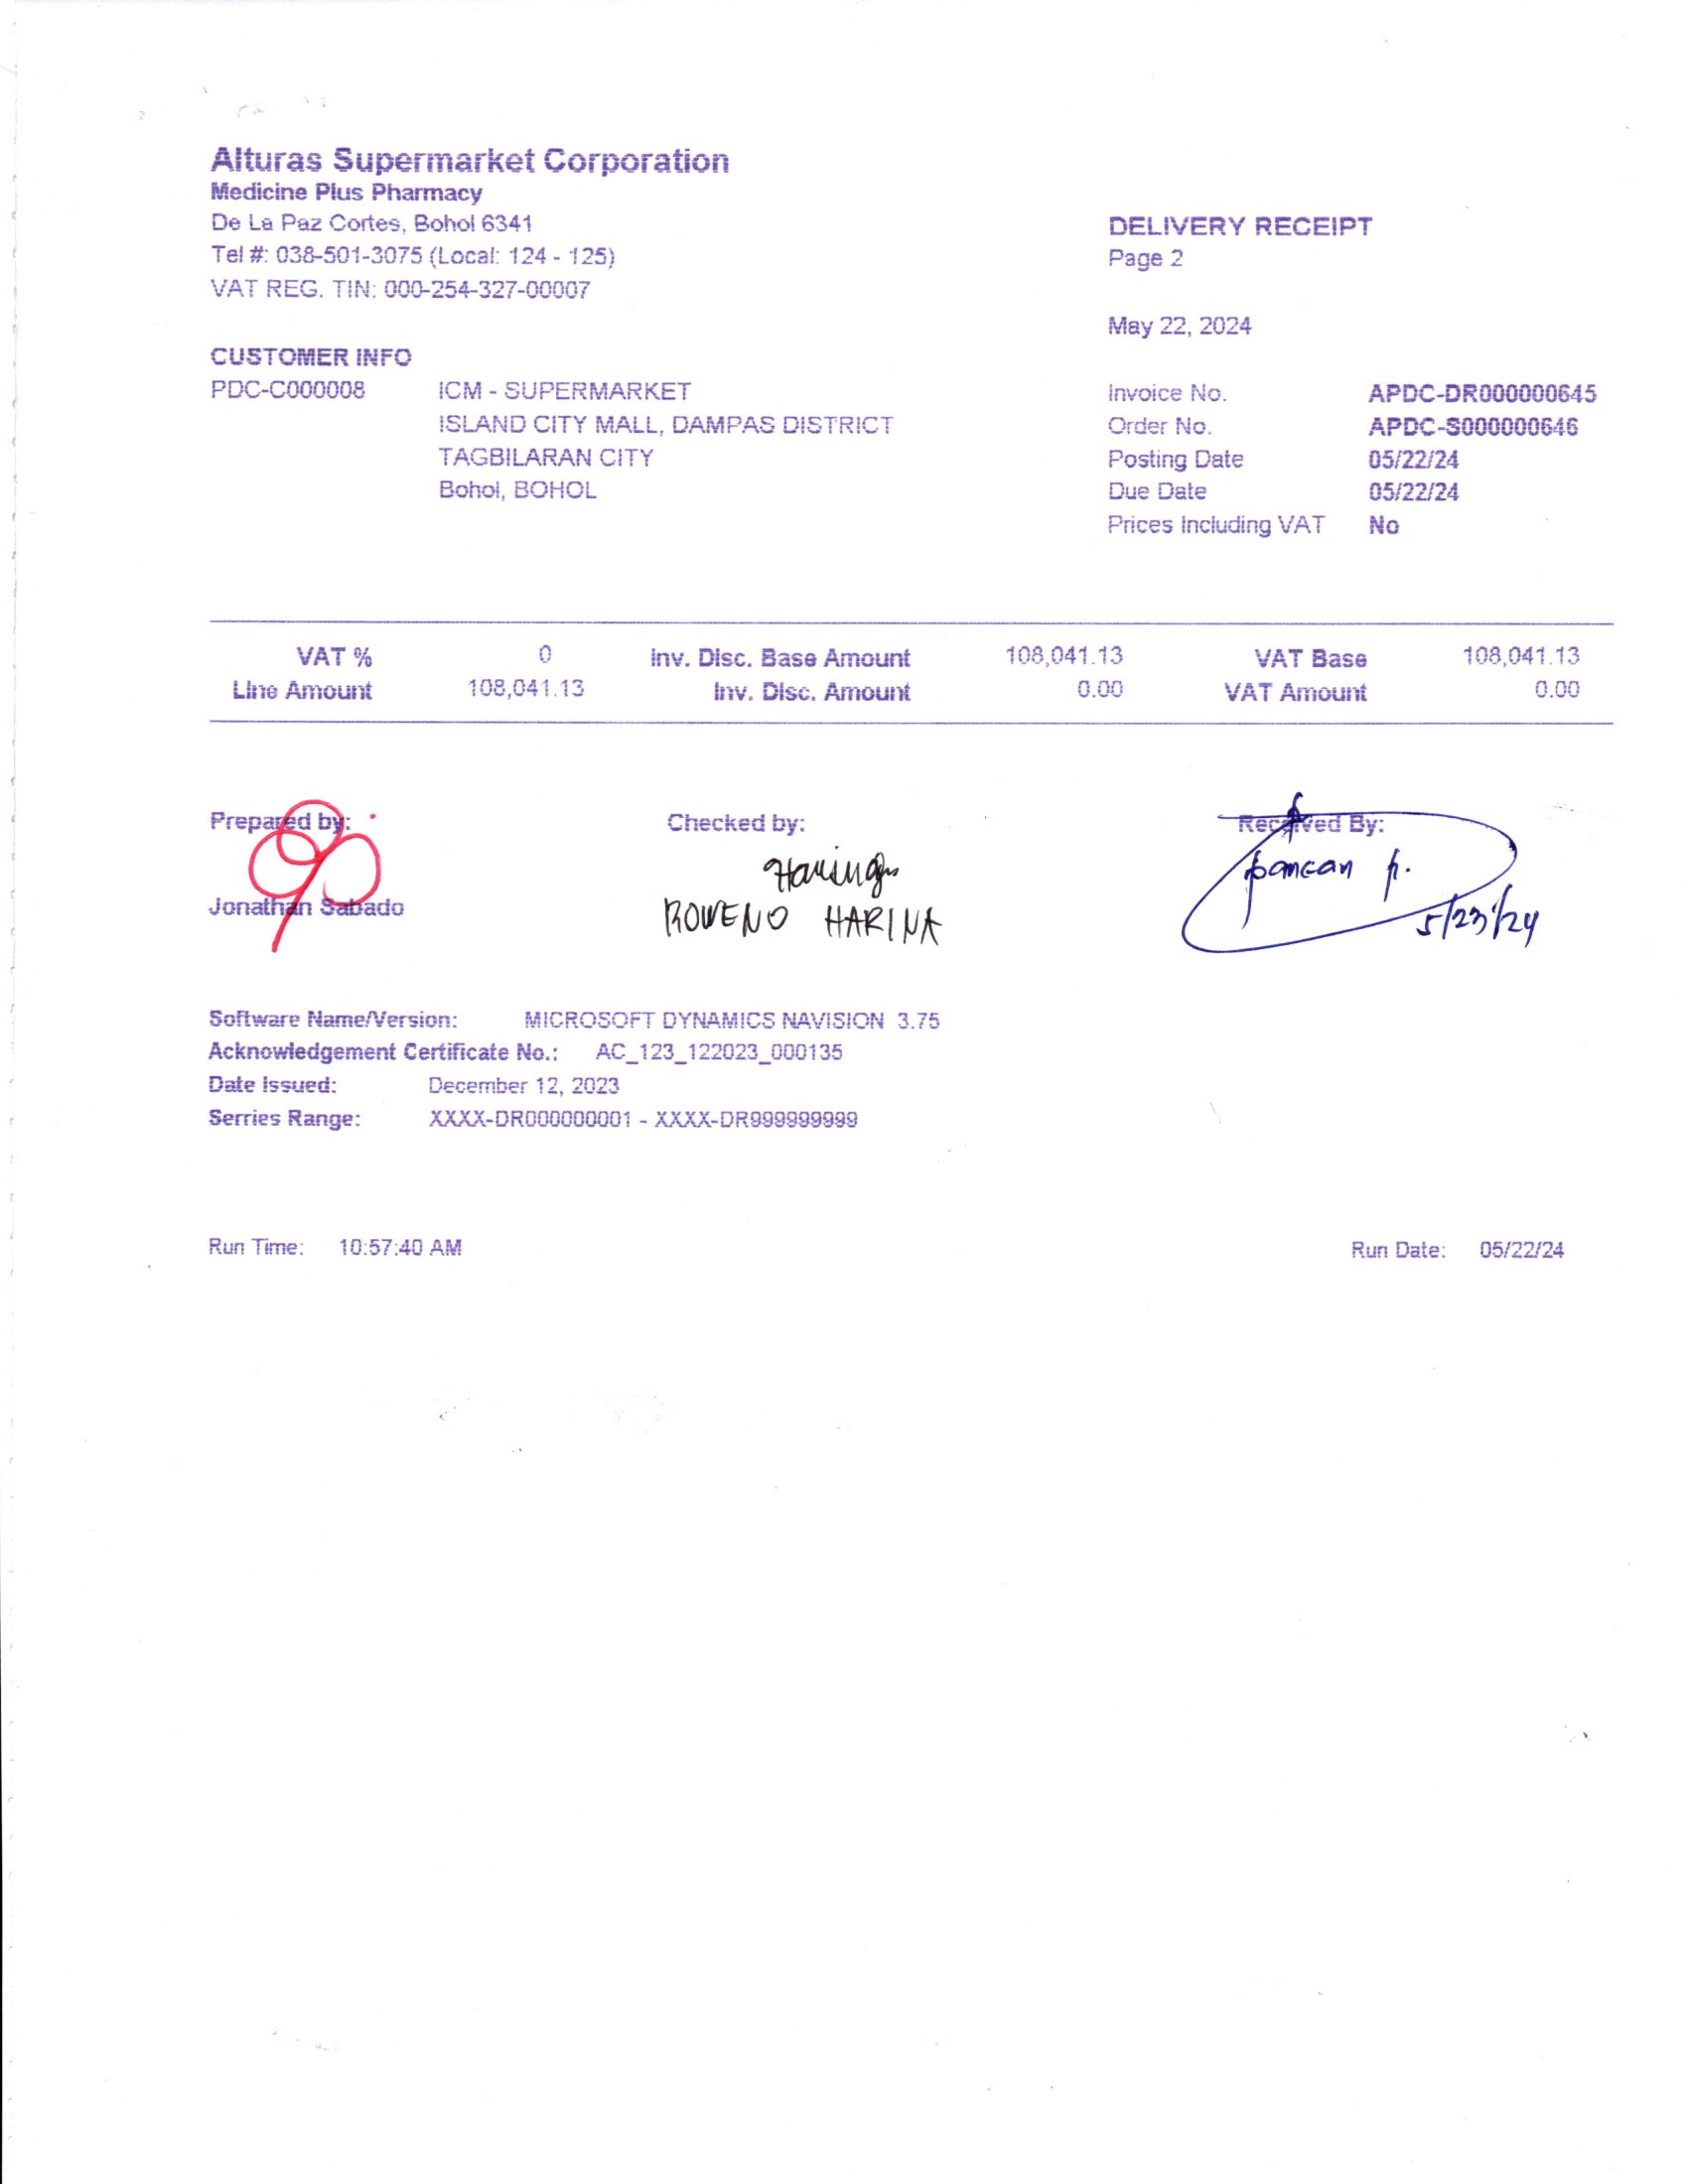 Alturas Supermarket Corporation
Medicine Plus Pharmacy
De La Paz Cortes, Bohol 6341
Tel #: 038-501-3075 (Local: 124 - 125)
VAT REG. TIN: 000-254-327-00007
DELIVERY RECEIPT
Page 2
May 22, 2024
CUSTOMER INFO
PDC-C000008 ICM - SUPERMARKET
ISLAND CITY MALL, DAMPAS DISTRICT
TAGBILARAN CITY
Bohol, BOHOL
Invoice No. APDC-DR000000645
Order No. APDC-S000000646
Posting Date 05/22/24
Due Date 05/22/24
Prices Including VAT No
VAT % 0 Inv. Disc. Base Amount 108,041.13 VAT Base 108,041.13
Line Amount 108,041.13 Inv. Disc. Amount 0.00 VAT Amount 0.00
Prepared by: Checked by: Received By:
Jonathan Sabado ROWENO HARINA 5/23/24
Software Name/Version: MICROSOFT DYNAMICS NAVISION 3.75
Acknowledgement Certificate No.: AC_123_122023_000135
Date Issued: December 12, 2023
Serries Range: XXXX-DR000000001 - XXXX-DR999999999
Run Time: 10:57:40 AM Run Date: 05/22/24